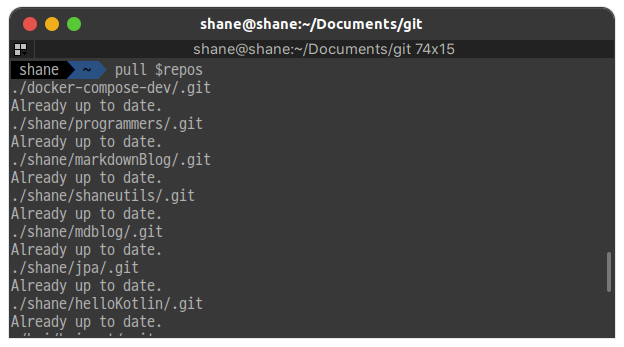 shane@shane:~/Documents/git
shane@shane:~/Documents/git 74x15
shane ~ pull $repos
./docker-compose-dev/.git
Already up to date.
./shane/programmers/.git
Already up to date.
./shane/markdownBlog/.git
Already up to date.
./shane/shaneutils/.git
Already up to date.
./shane/mdblog/.git
Already up to date.
./shane/jpa/.git
Already up to date.
./shane/helloKotlin/.git
Already up to date.